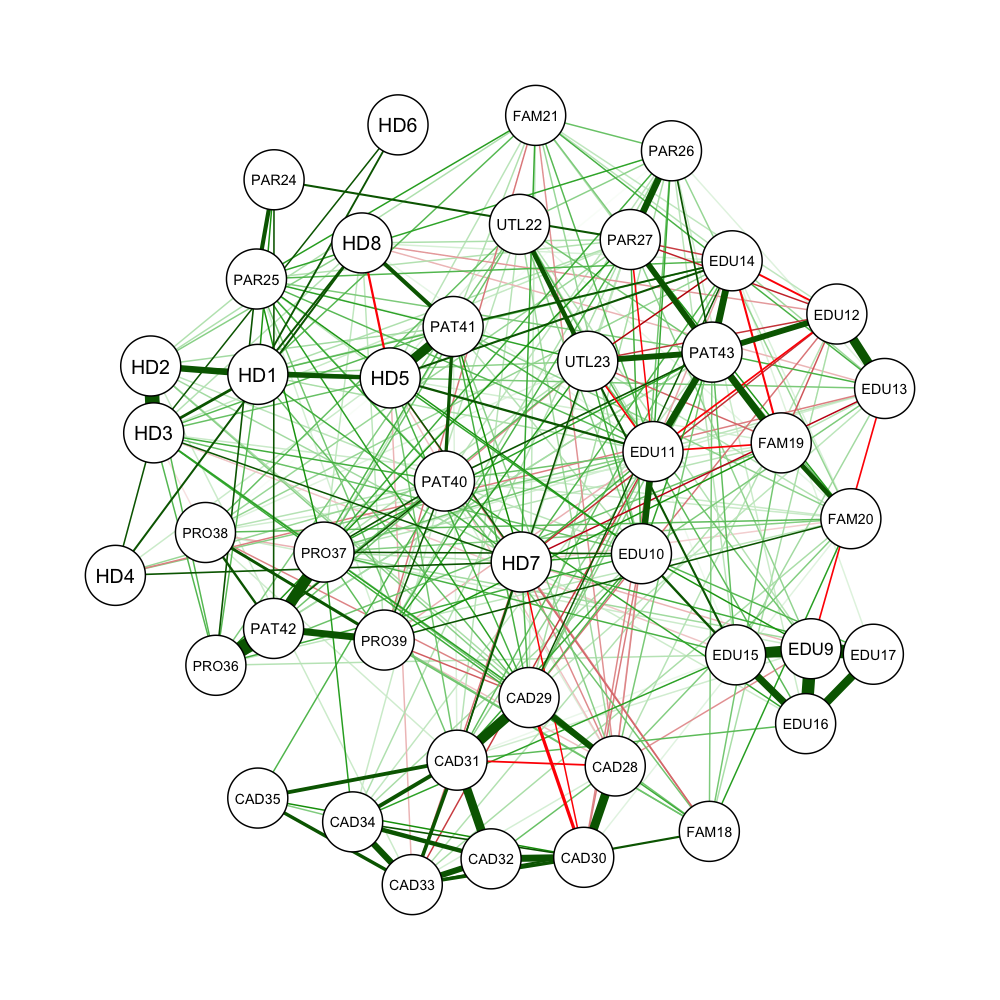 FAM21
HD6
PAR26
PAR24
UTL22
PAR27
HD8
EDU14
PAR25
EDU12
PAT41
PAT43
UTL23
HD2
HD1
HD5
EDU13
HD3
FAM19
EDU11
PAT40
FAM20
PRO38
PRO37
EDU10
HD7
HD4
PAT42
PRO39
EDU9
EDU15
EDU17
PRO36
CAD29
EDU16
CAD31
CAD28
CAD35
CAD34
FAM18
CAD32
CAD30
CAD33